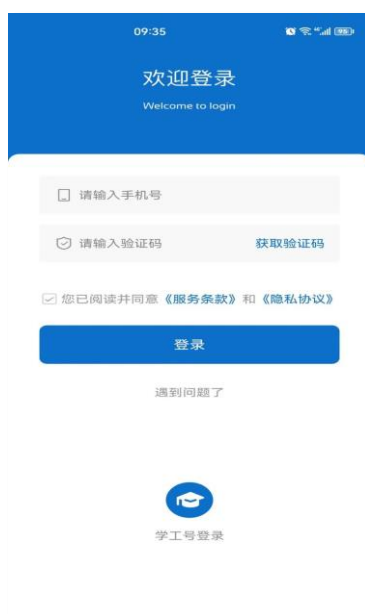 09:35
欢迎登录
Welcome to login
请输入手机号
请输入验证码 获取验证码
您已阅读并同意《服务条款》和《隐私协议》
登录
遇到问题了
学工号登录